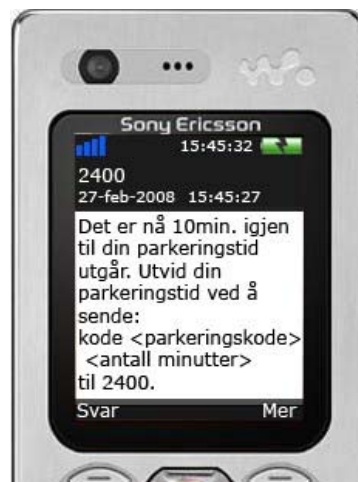 Sony Ericsson
15:45:32
2400
27-feb-2008 15:45:27
Det er nå 10min. igjen
til din parkeringstid
utgår. Utvid din
parkeringstid ved å
sende:
kode <parkeringskode>
<antall minutter>
til 2400.
Svar Mer